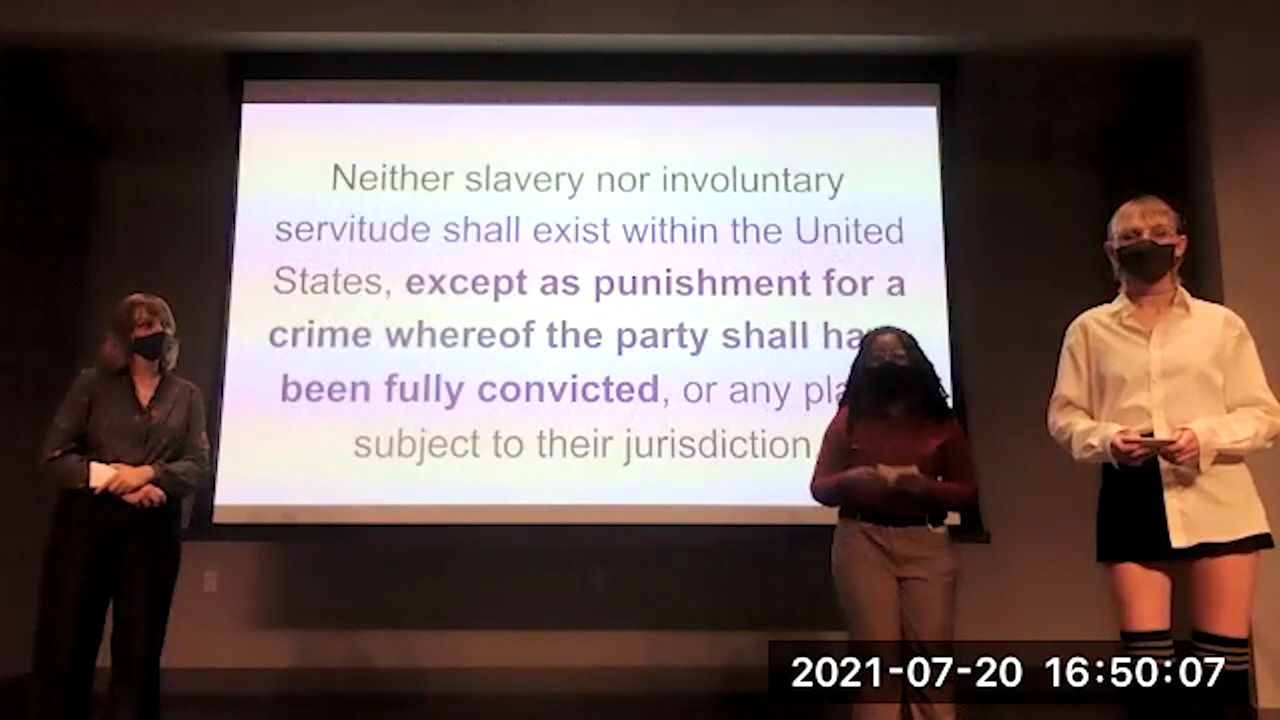 Neither slavery nor involuntary
servitude shall exist within the United
States, except as punishment for a
crime whereof the party shall
been fully convicted, or any
subject to their jurisdiction
2021-07-20 16:50:07